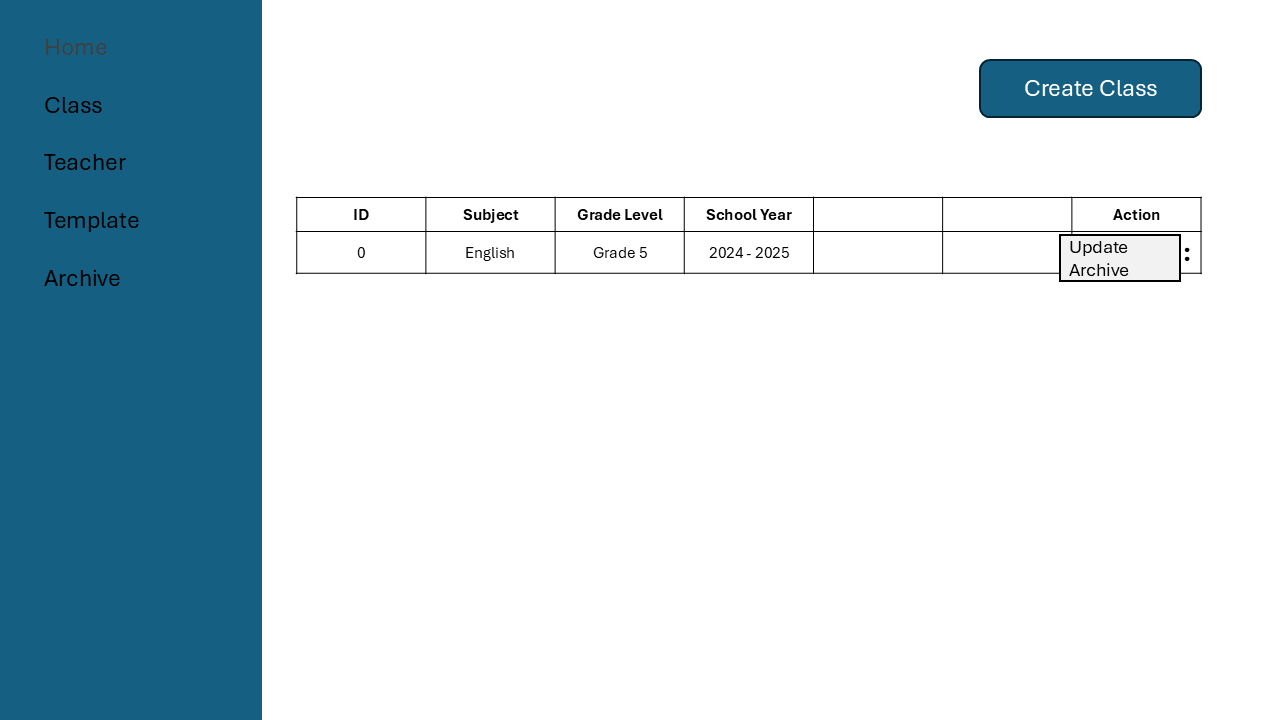 Home
Class
Teacher
Template
Archive
Create Class
ID Subject Grade Level School Year Action
0 English Grade 5 2024 - 2025 :
Update
Archive